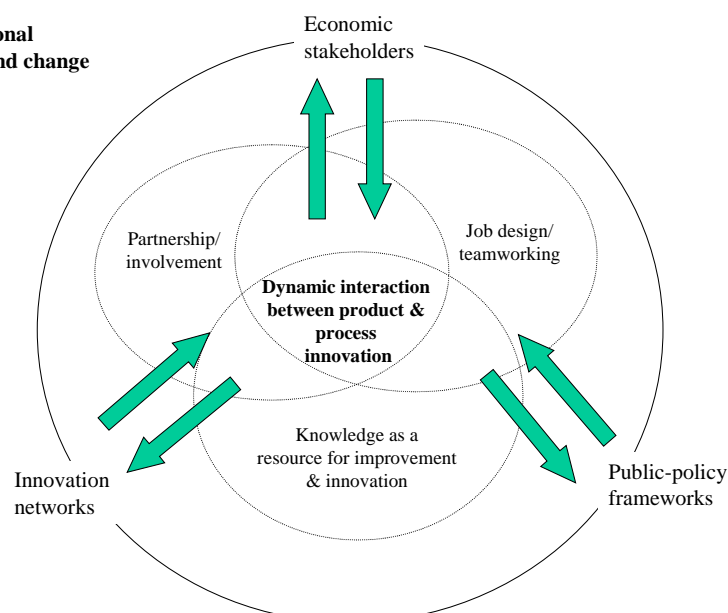 onal
nd change
Economic
stakeholders
Partnership/
involvement
Job design/
teamworking
Dynamic interaction
between product &
process
innovation
Knowledge as a
resource for improvement
& innovation
Innovation
networks
Public-policy
frameworks